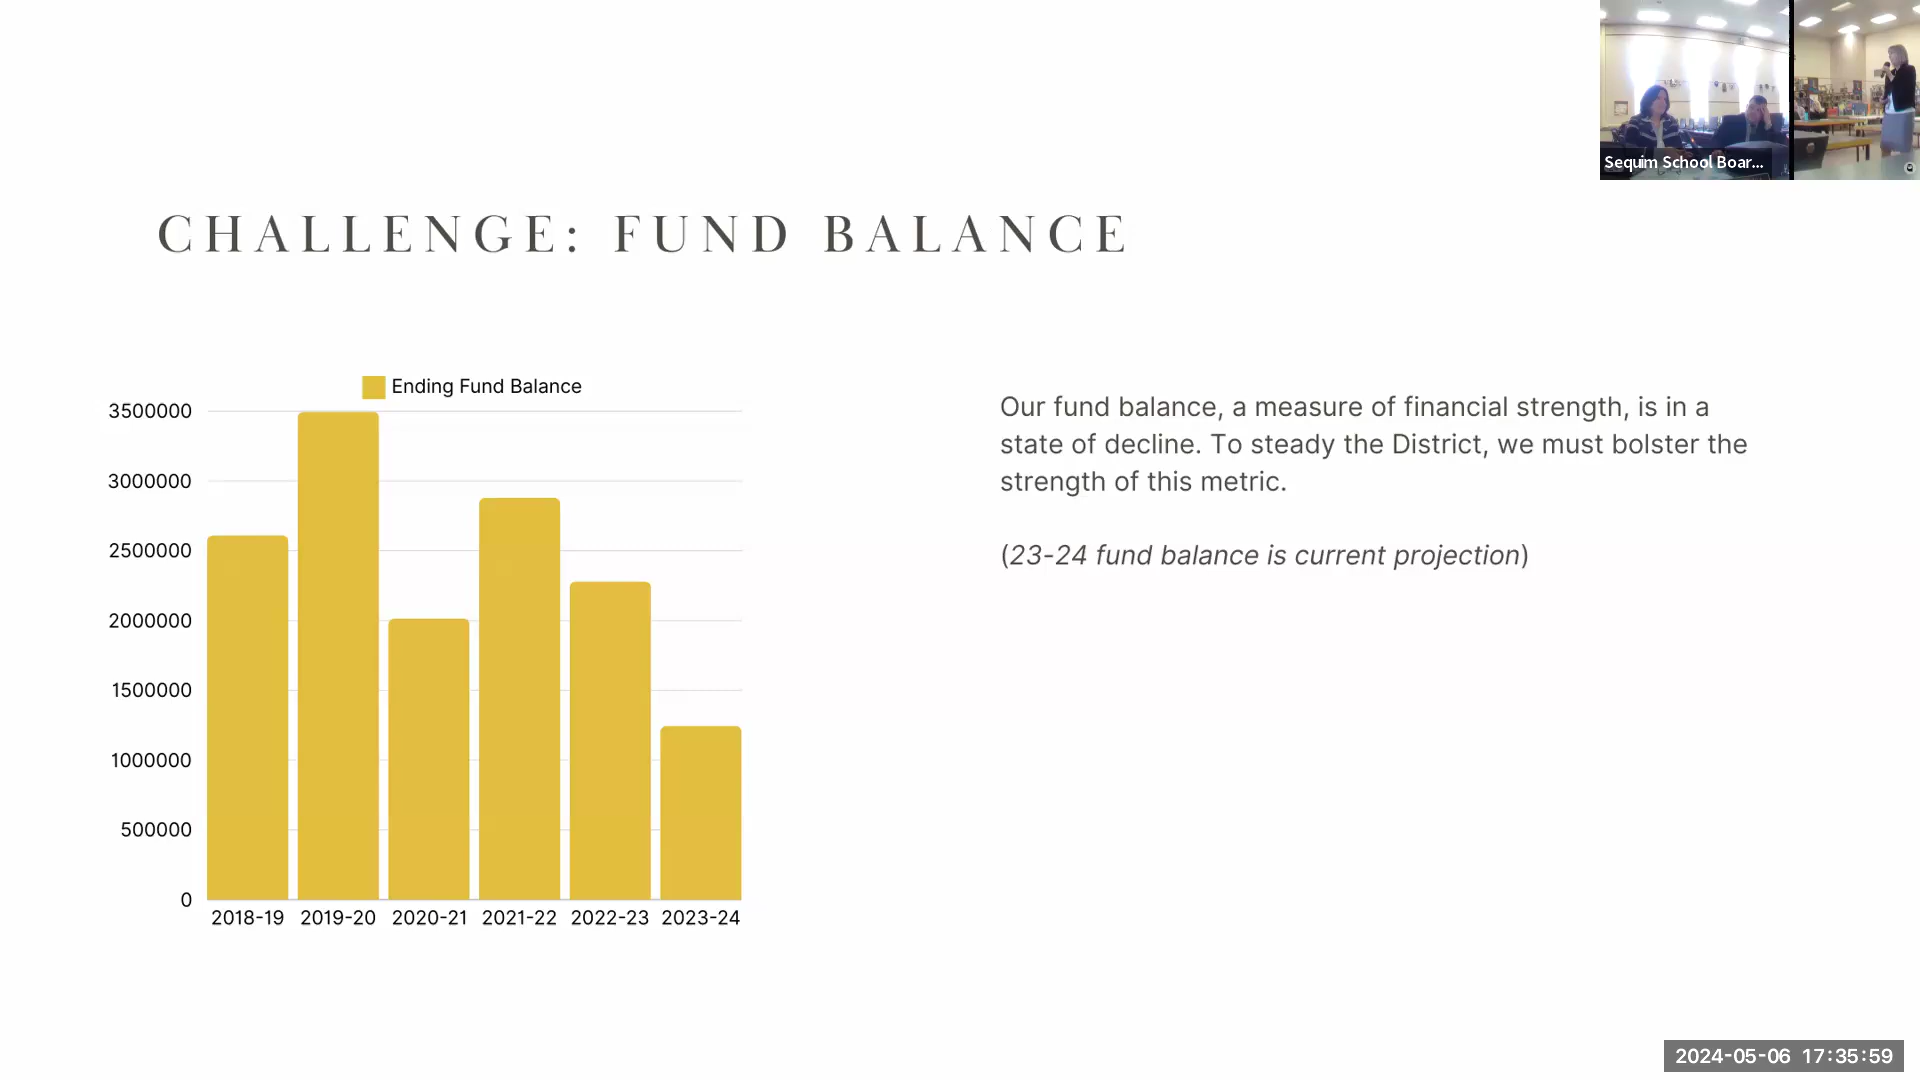 Sequim School Boar...
CHALLENGE: FUND BALANCE
Ending Fund Balance
3500000
3000000
2500000
2000000
1500000
1000000
500000
0
2018-19 2019-20 2020-21 2021-22 2022-23 2023-24
Our fund balance, a measure of financial strength, is in a
state of decline. To steady the District, we must bolster the
strength of this metric.
(23-24 fund balance is current projection)
2024-05-06 17:35:59